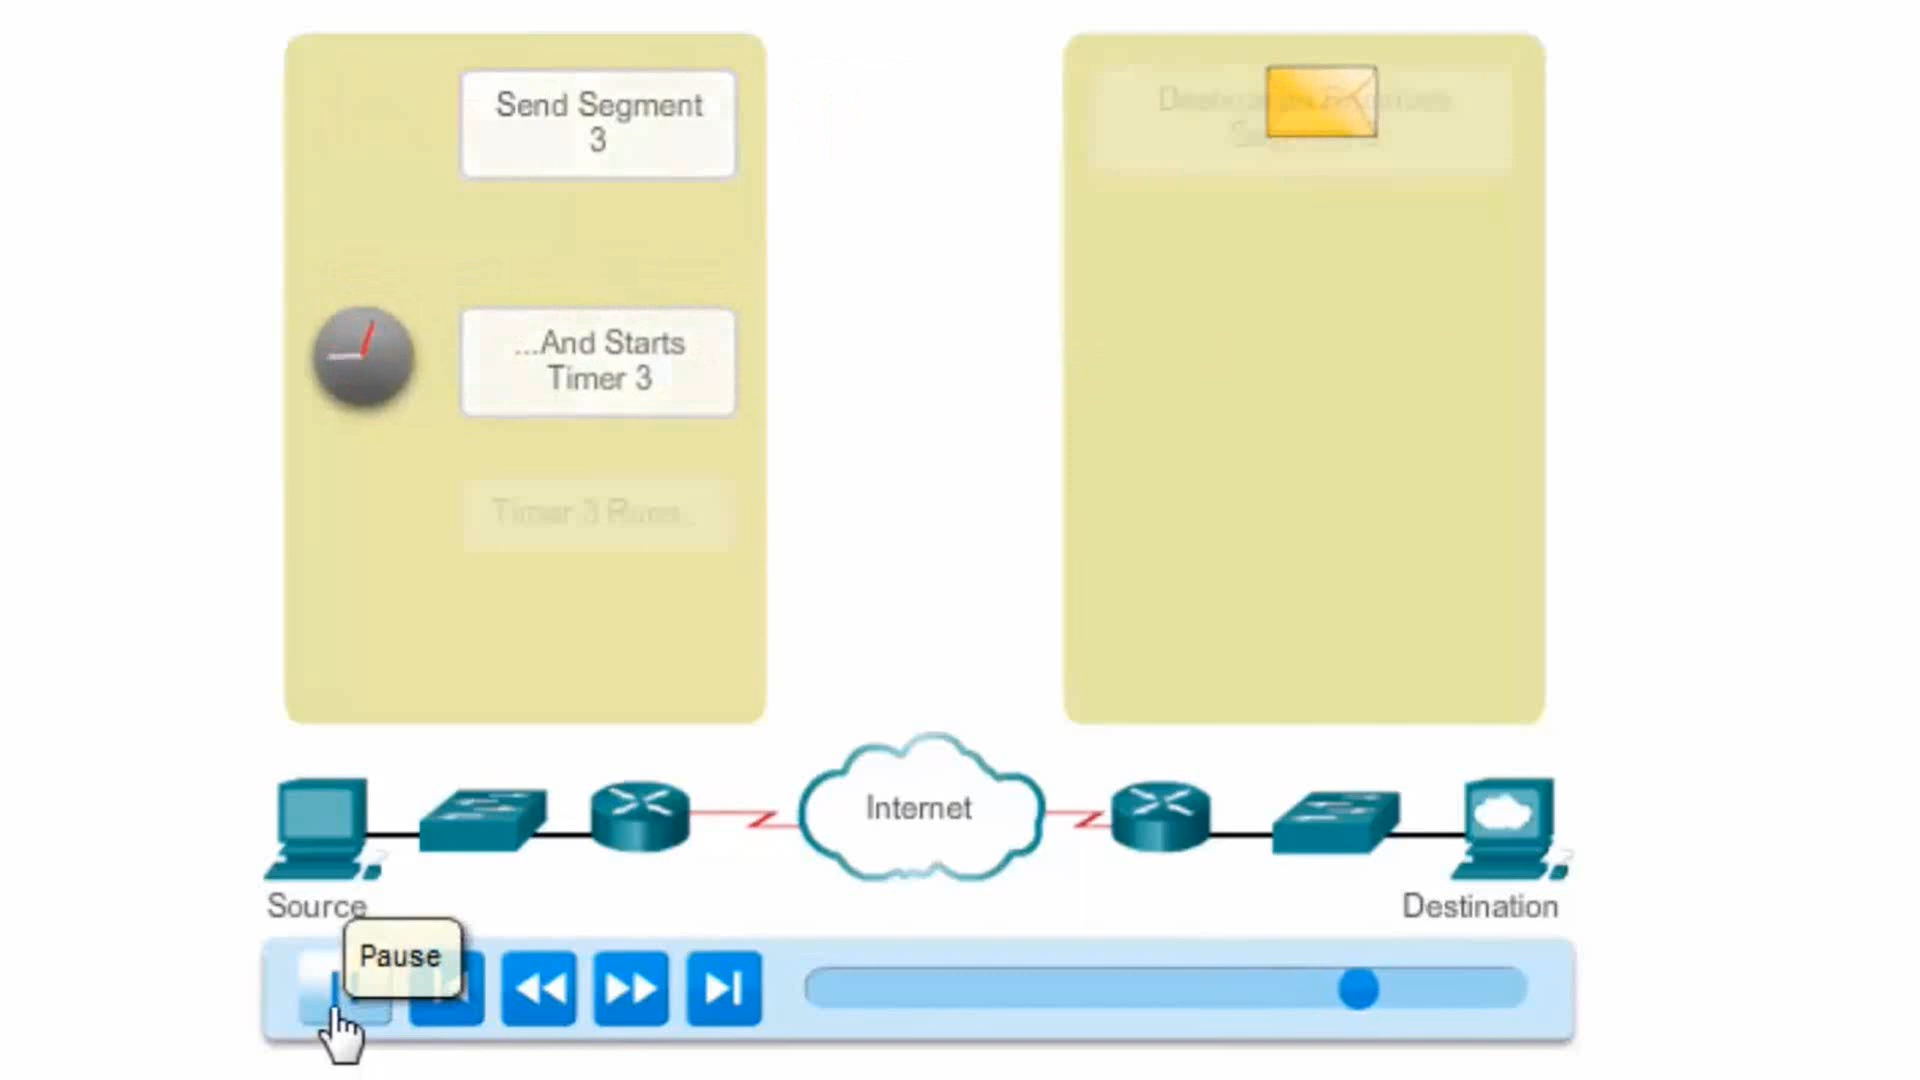 Send Segment
3
...And Starts
Timer 3
Timer 3 Runs...
Internet
Source
Destination
Pause